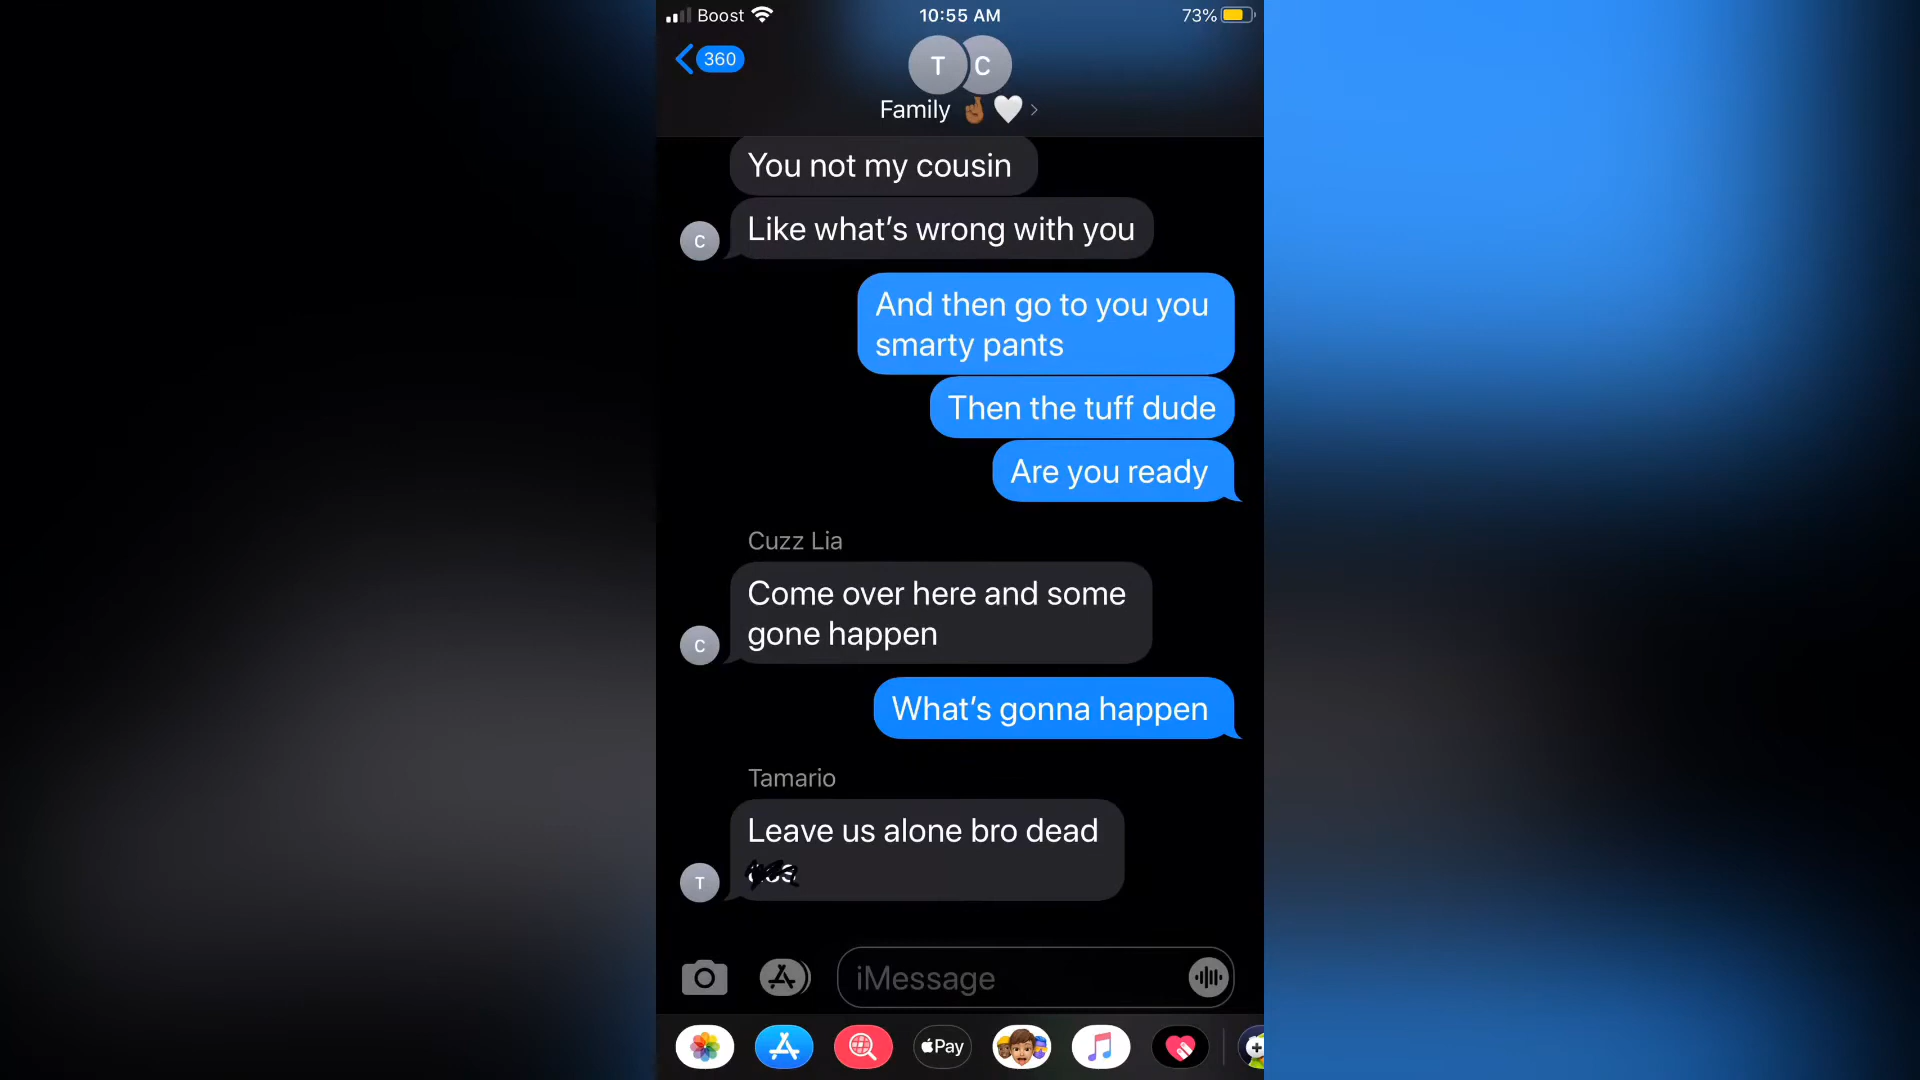 Boost 10:55 AM 73%
360
T C
Family 🤞🏾🤍 >
You not my cousin
Like what's wrong with you
C
And then go to you you
smarty pants
Then the tuff dude
Are you ready
Cuzz Lia
Come over here and some
gone happen
C
What's gonna happen
Tamario
Leave us alone bro dead
T
iMessage
Pay